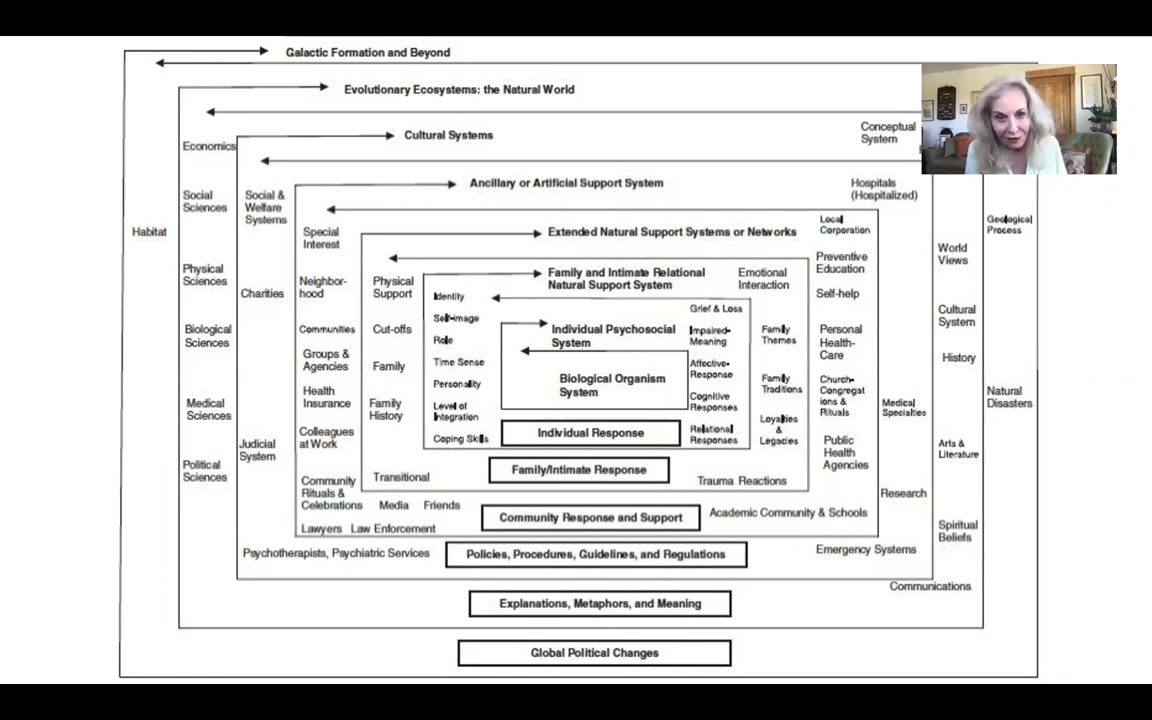 Galactic Formation and Beyond
Evolutionary Ecosystems: the Natural World
Conceptual
System
Cultural Systems
Economics
Ancillary or Artificial Support System
Hospitals
(Hospitalized)
Social
Sciences
Social &
Welfare
Systems
Local
Corporation
Geological
Process
Habitat
Special
Interest
Extended Natural Support Systems or Networks
World
Views
Preventive
Education
Physical
Sciences
Charities
Neighbor-
hood
Physical
Support
Family and Intimate Relational
Natural Support System
Emotional
Interaction
Self-help
Identity
Self-image
Role
Time Sense
Personality
Level of
Integration
Coping Skills
Grief & Loss
Impaired-
Meaning
Affective-
Response
Cognitive
Responses
Relational
Responses
Individual Psychosocial
System
Biological Organism
System
Individual Response
Biological
Sciences
Communities
Cut-offs
Family
Themes
Personal
Health-
Care
Cultural
System
History
Groups &
Agencies
Family
Family
Traditions
Church-
Congregat
ions &
Rituals
Natural
Disasters
Medical
Sciences
Health
Insurance
Family
History
Loyalties
&
Legacies
Medical
Specialties
Colleagues
at Work
Judicial
System
Public
Health
Agencies
Arts &
Literature
Political
Sciences
Family/Intimate Response
Community
Rituals &
Celebrations
Transitional
Trauma Reactions
Research
Media
Friends
Community Response and Support
Academic Community & Schools
Lawyers
Law Enforcement
Spiritual
Beliefs
Psychotherapists, Psychiatric Services
Policies, Procedures, Guidelines, and Regulations
Emergency Systems
Communications
Explanations, Metaphors, and Meaning
Global Political Changes